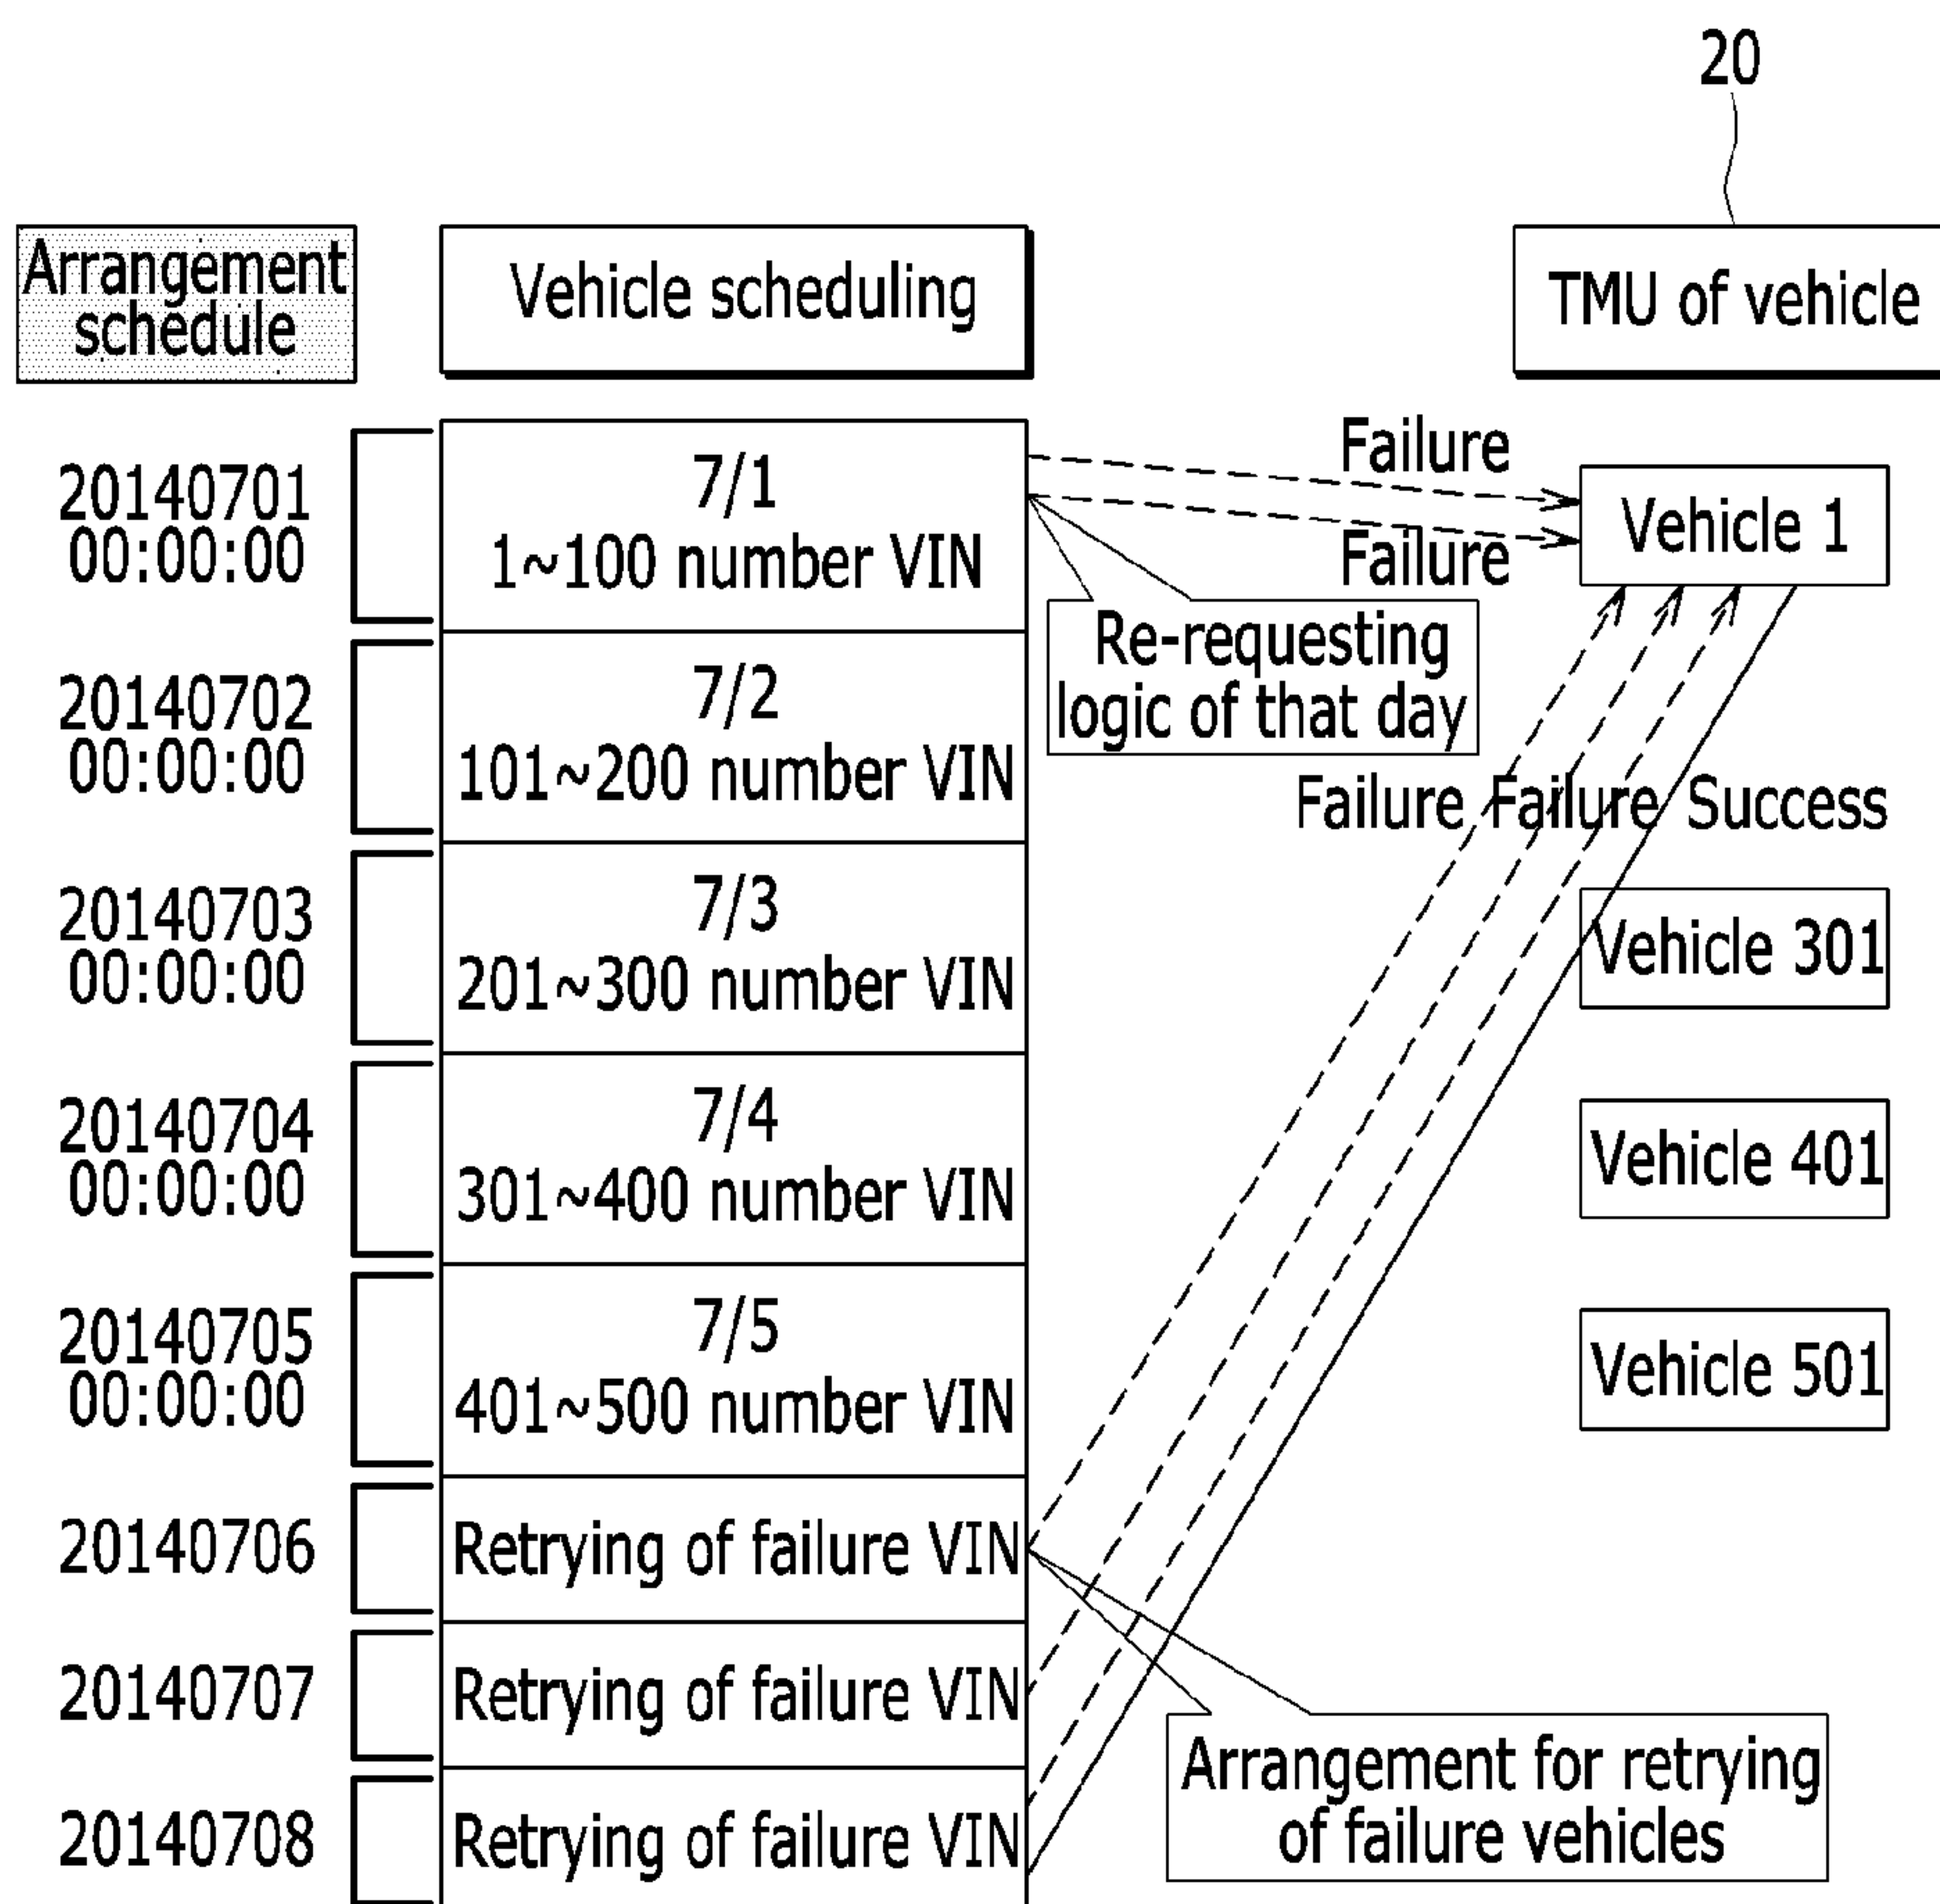 20
Arrangement
schedule
Vehicle scheduling
TMU of vehicle
20140701
00:00:00
7/1
1~100 number VIN
Failure
Failure
Vehicle 1
Re-requesting
logic of that day
20140702
00:00:00
7/2
101~200 number VIN
Failure Failure Success
20140703
00:00:00
7/3
201~300 number VIN
Vehicle 301
20140704
00:00:00
7/4
301~400 number VIN
Vehicle 401
20140705
00:00:00
7/5
401~500 number VIN
Vehicle 501
20140706
Retrying of failure VIN
20140707
Retrying of failure VIN
Arrangement for retrying
of failure vehicles
20140708
Retrying of failure VIN